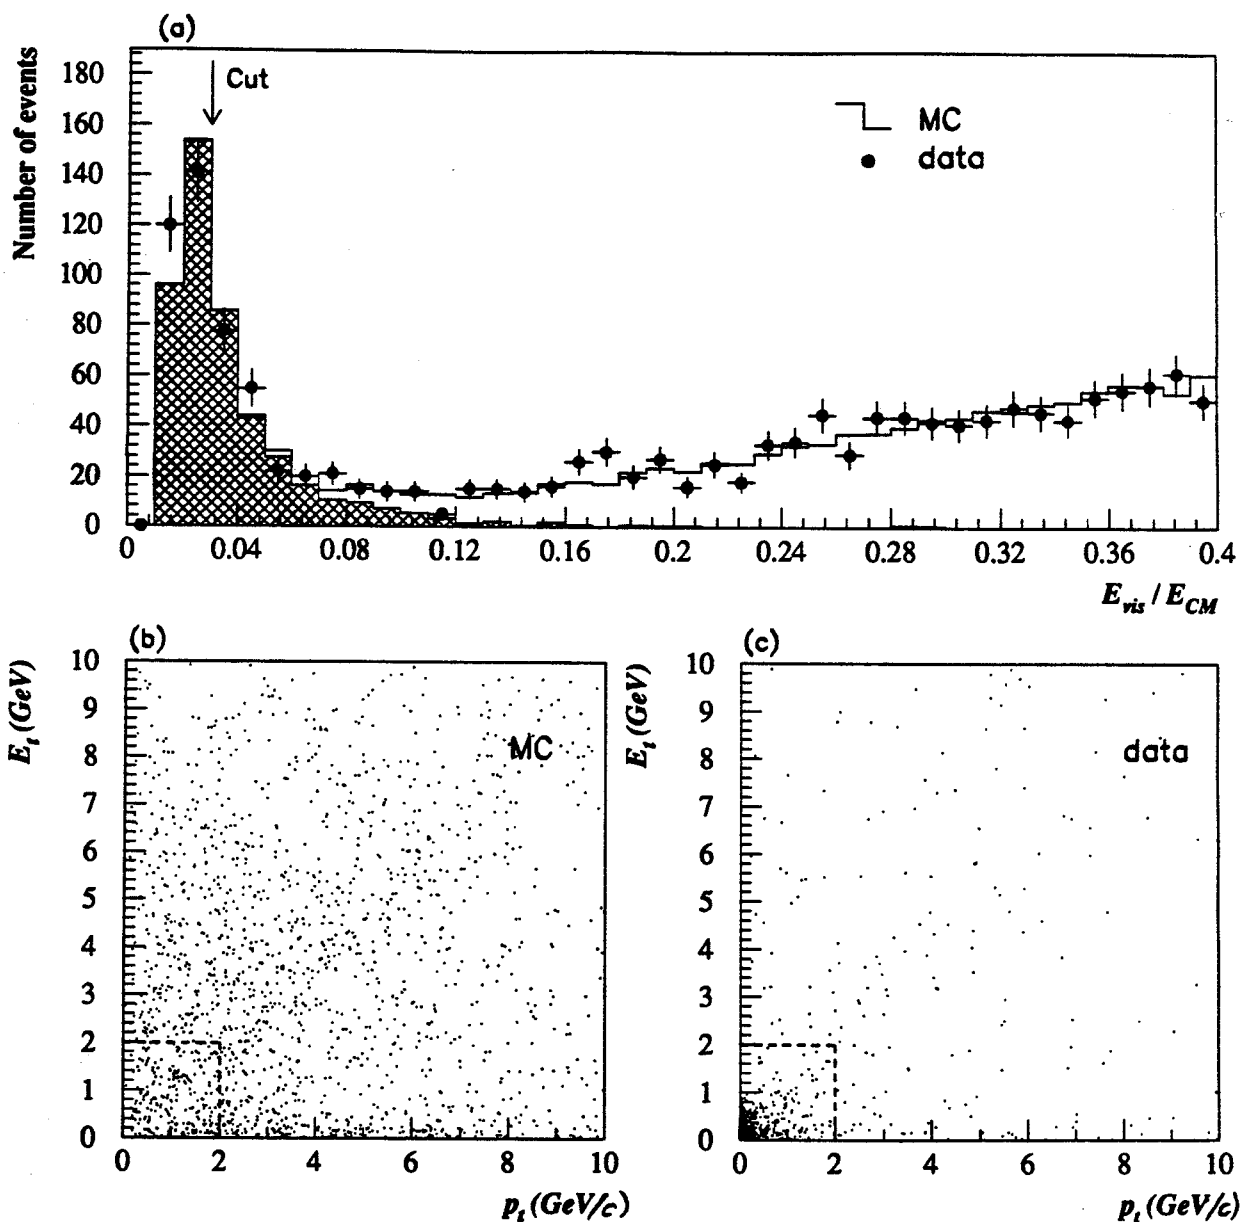 (a)
Number of events
180
160
140
120
100
80
60
40
20
0
Cut
MC
data
0 0.04 0.08 0.12 0.16 0.2 0.24 0.28 0.32 0.36 0.4
E_vis / E_CM
(b)
E_t (GeV)
10
9
8
7
6
5
4
3
2
1
0
MC
0 2 4 6 8 10
p_t (GeV/c)
(c)
E_t (GeV)
10
9
8
7
6
5
4
3
2
1
0
data
0 2 4 6 8 10
p_t (GeV/c)